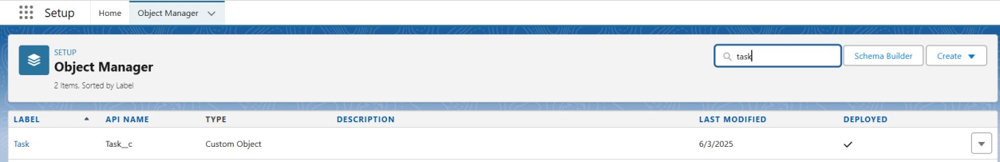 Setup Home Object Manager
SETUP
Object Manager
2 Items, Sorted by Label
task
Schema Builder Create
LABEL API NAME TYPE DESCRIPTION LAST MODIFIED DEPLOYED
Task Task__c Custom Object 6/3/2025